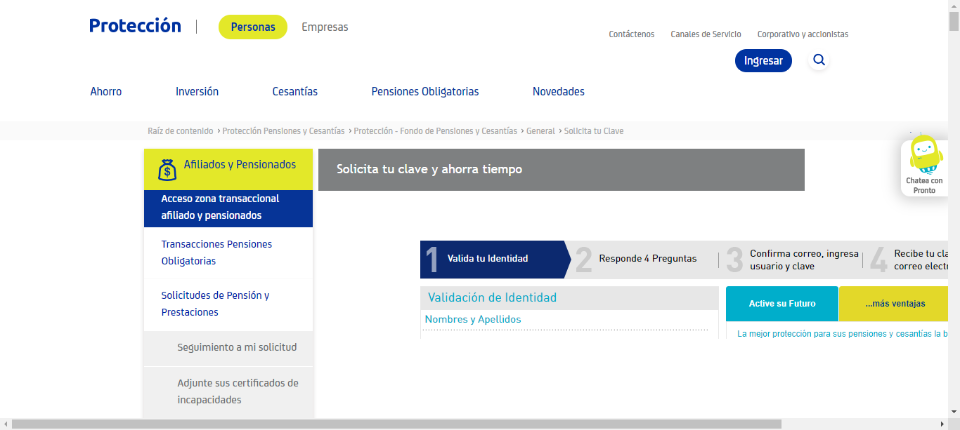 Protección
Personas
Empresas
Contáctenos
Canales de Servicio
Corporativo y accionistas
Ingresar
Ahorro
Inversión
Cesantías
Pensiones Obligatorias
Novedades
Raíz de contenido › Protección Pensiones y Cesantías › Protección - Fondo de Pensiones y Cesantías › General › Solicita tu Clave
Afiliados y Pensionados
Solicita tu clave y ahorra tiempo
Chatea con
Pronto
Acceso zona transaccional
afiliado y pensionados
Transacciones Pensiones
Obligatorias
Solicitudes de Pensión y
Prestaciones
Seguimiento a mi solicitud
Adjunte sus certificados de
incapacidades
1 Valida tu Identidad
2 Responde 4 Preguntas
3 Confirma correo, ingresa
usuario y clave
4 Recibe tu cla
correo elect
Validación de Identidad
Nombres y Apellidos
Active su Futuro
...más ventajas
La mejor protección para sus pensiones y cesantías la b